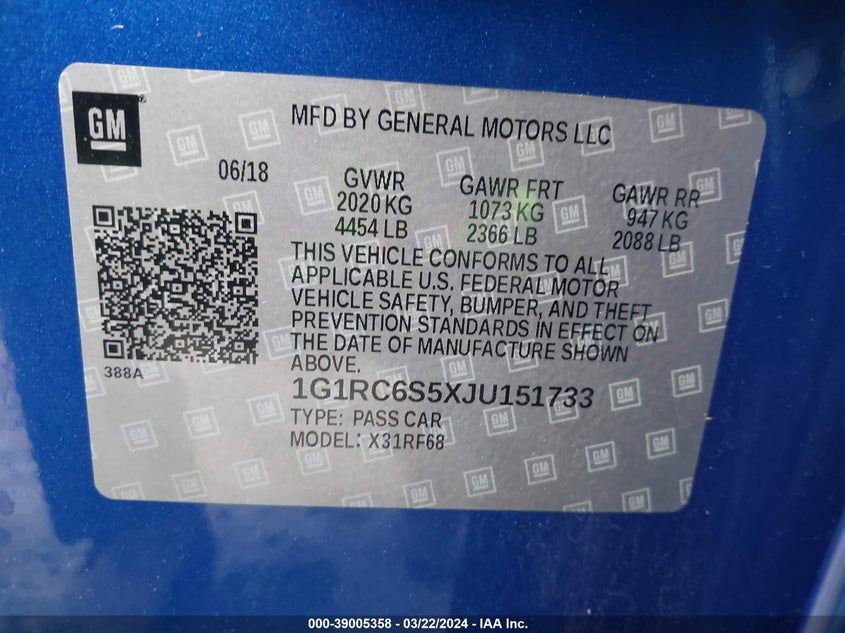 GM
MFD BY GENERAL MOTORS LLC
06/18
GVWR
2020 KG
4454 LB
GAWR FRT
1073 KG
2366 LB
GAWR RR
947 KG
2088 LB
THIS VEHICLE CONFORMS TO ALL
APPLICABLE U.S. FEDERAL MOTOR
VEHICLE SAFETY, BUMPER, AND THEFT
PREVENTION STANDARDS IN EFFECT ON
THE DATE OF MANUFACTURE SHOWN
ABOVE.
388A
1G1RC6S5XJU151733
TYPE: PASS CAR
MODEL: X31RF68
000-39005358 - 03/22/2024 - IAA Inc.